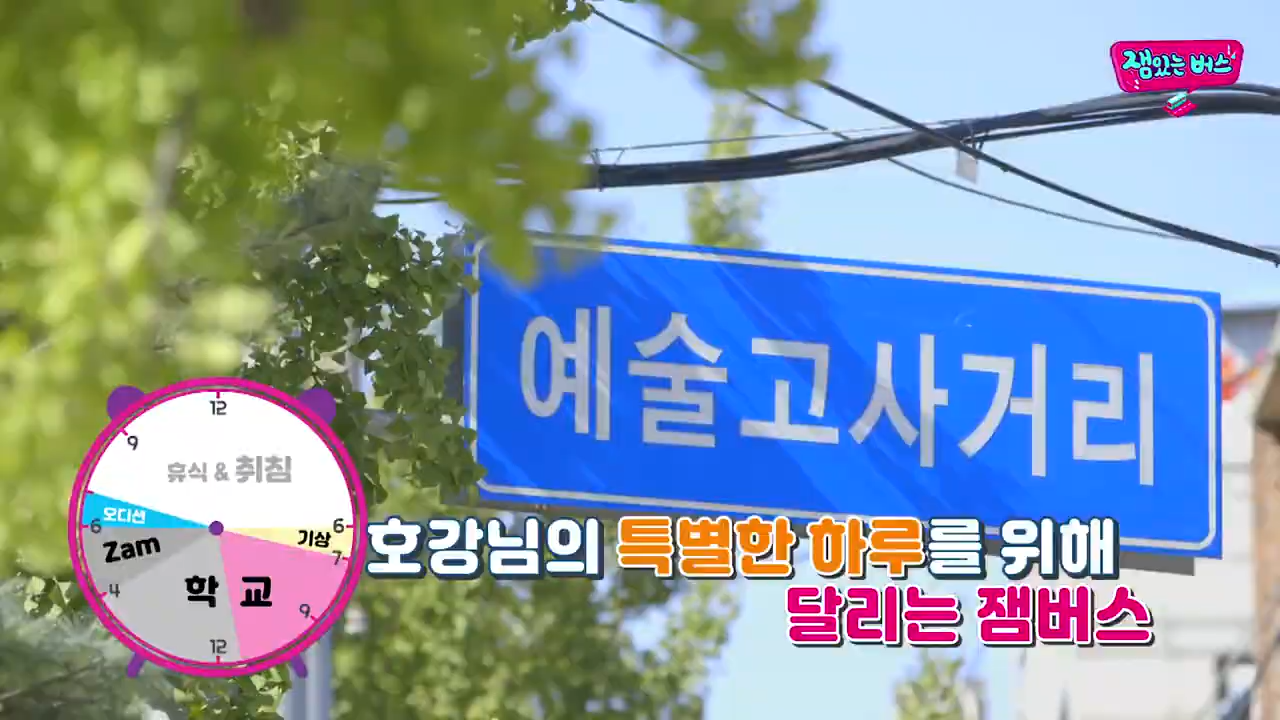 잼있는 버스
예술고사거리
12
9
휴식 & 취침
오디션
6
6
기상
Zam
7
4
학 교
9
12
호강님의 특별한 하루를 위해
달리는 잼버스